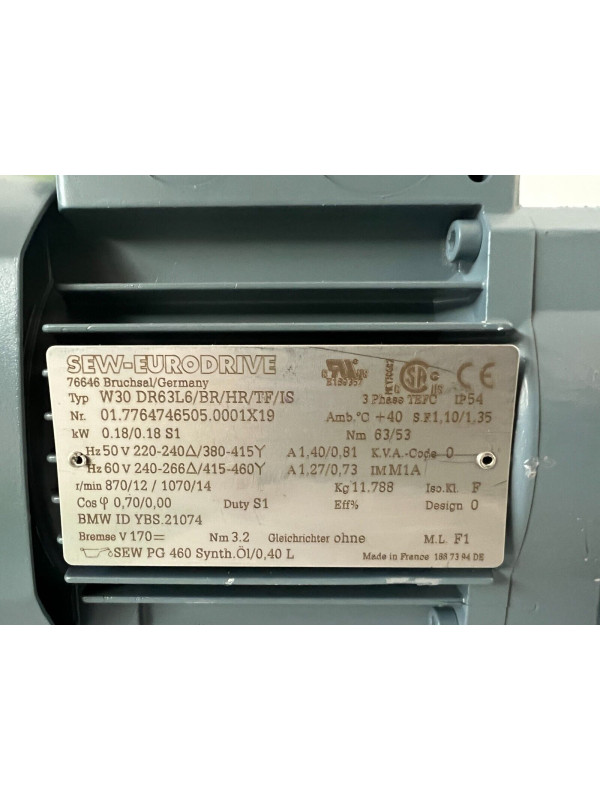 SEW-EURODRIVE
76646 Bruchsal/Germany
Typ W30 DR63L6/BR/HR/TF/IS 3 Phase TEFC IP54
Nr. 01.7764746505.0001X19 Amb.°C +40 S.F.1,10/1,35
kW 0.18/0.18 S1 Nm 63/53
Hz 50 V 220-240Δ/380-415Y A 1,40/0,81 K.V.A.-Code 0
Hz 60 V 240-266Δ/415-460Y A 1,27/0,73 IM M1A
r/min 870/12 / 1070/14 Kg 11.788 Iso.Kl. F
Cos φ 0,70/0,00 Duty S1 Eff% Design 0
BMW ID YBS.21074
Bremse V 170= Nm 3.2 Gleichrichter ohne M.L. F1
SEW PG 460 Synth.Öl/0,40 L Made in France 188 73 94 DE